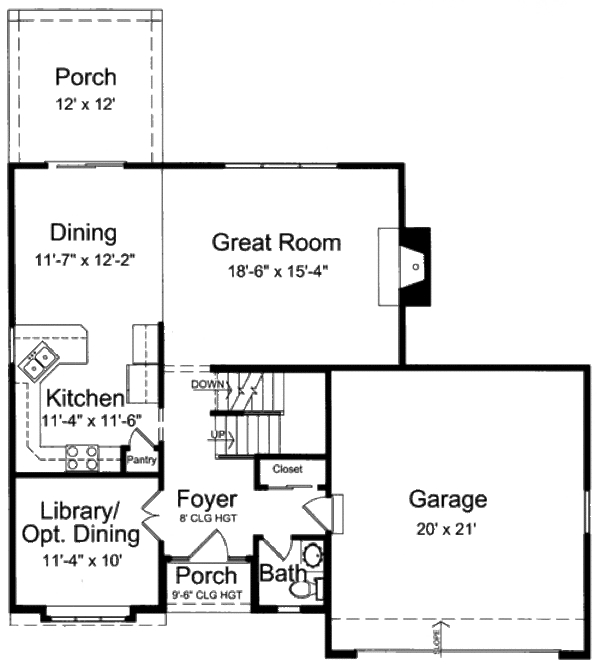 Porch
12' x 12'
Dining
11'-7" x 12'-2"
Great Room
18'-6" x 15'-4"
DOWN
Kitchen
11'-4" x 11'-6"
UP
Pantry
Closet
Library/
Opt. Dining
11'-4" x 10'
Foyer
8' CLG HGT
Garage
20' x 21'
Porch
9'-6" CLG HGT
Bath
SLOPE